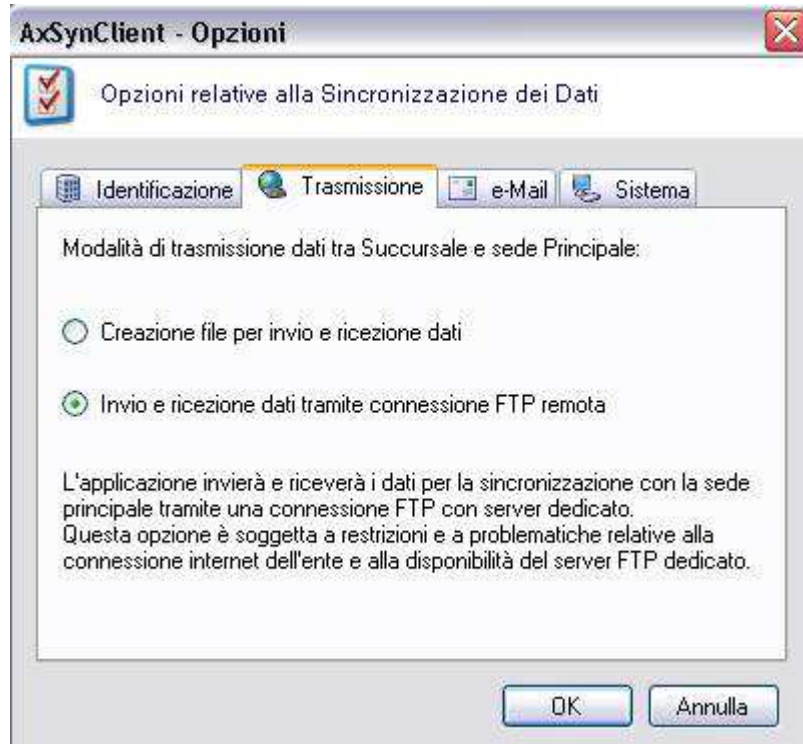 AxSynClient - Opzioni
Opzioni relative alla Sincronizzazione dei Dati
Identificazione Trasmissione e-Mail Sistema
Modalità di trasmissione dati tra Succursale e sede Principale:
Creazione file per invio e ricezione dati
Invio e ricezione dati tramite connessione FTP remota
L'applicazione invierà e riceverà i dati per la sincronizzazione con la sede
principale tramite una connessione FTP con server dedicato.
Questa opzione è soggetta a restrizioni e a problematiche relative alla
connessione internet dell'ente e alla disponibilità del server FTP dedicato.
OK Annulla